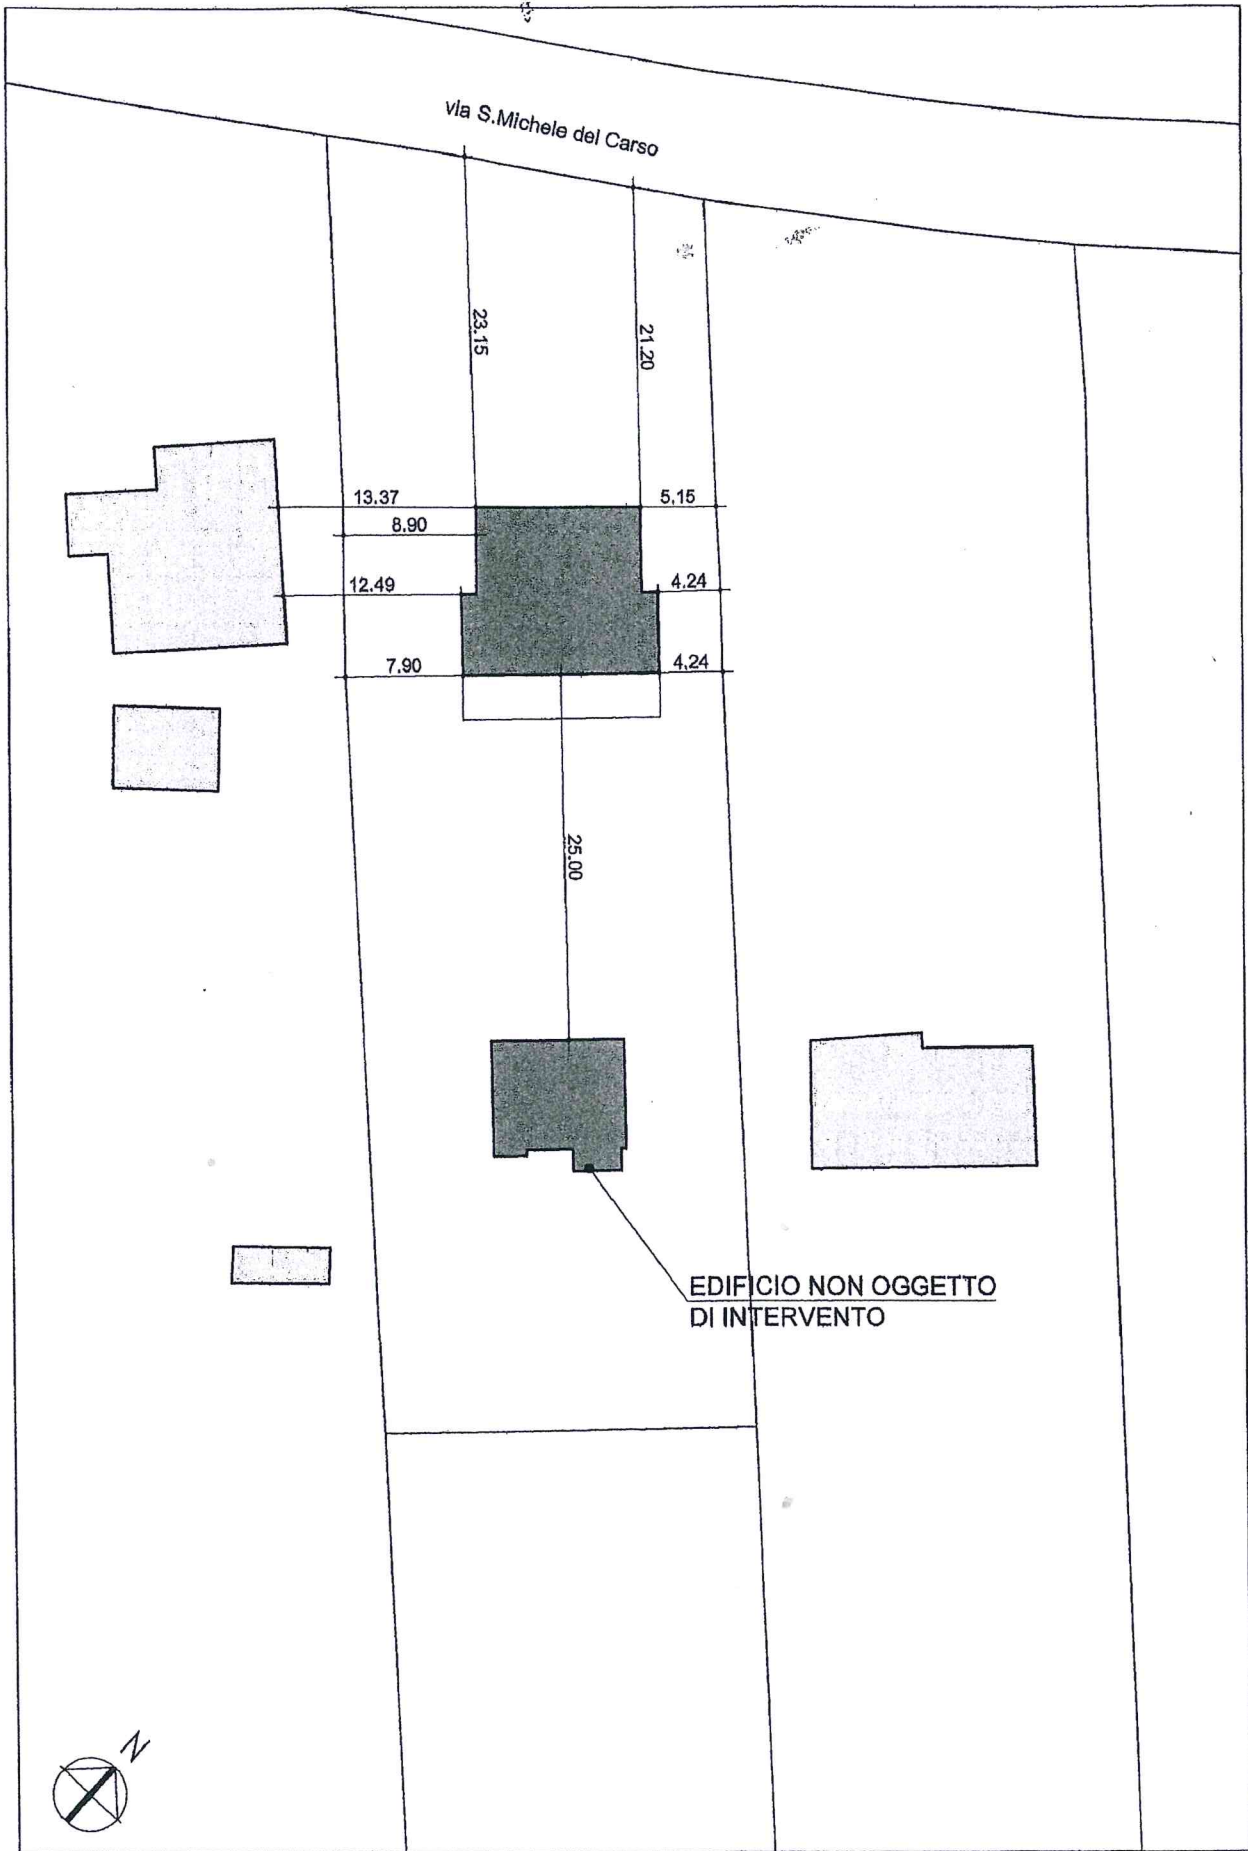 via S.Michele del Carso
23.15
21.20
13.37
5,15
8.90
12.49
4.24
7.90
4,24
25.00
EDIFICIO NON OGGETTO
DI INTERVENTO
N